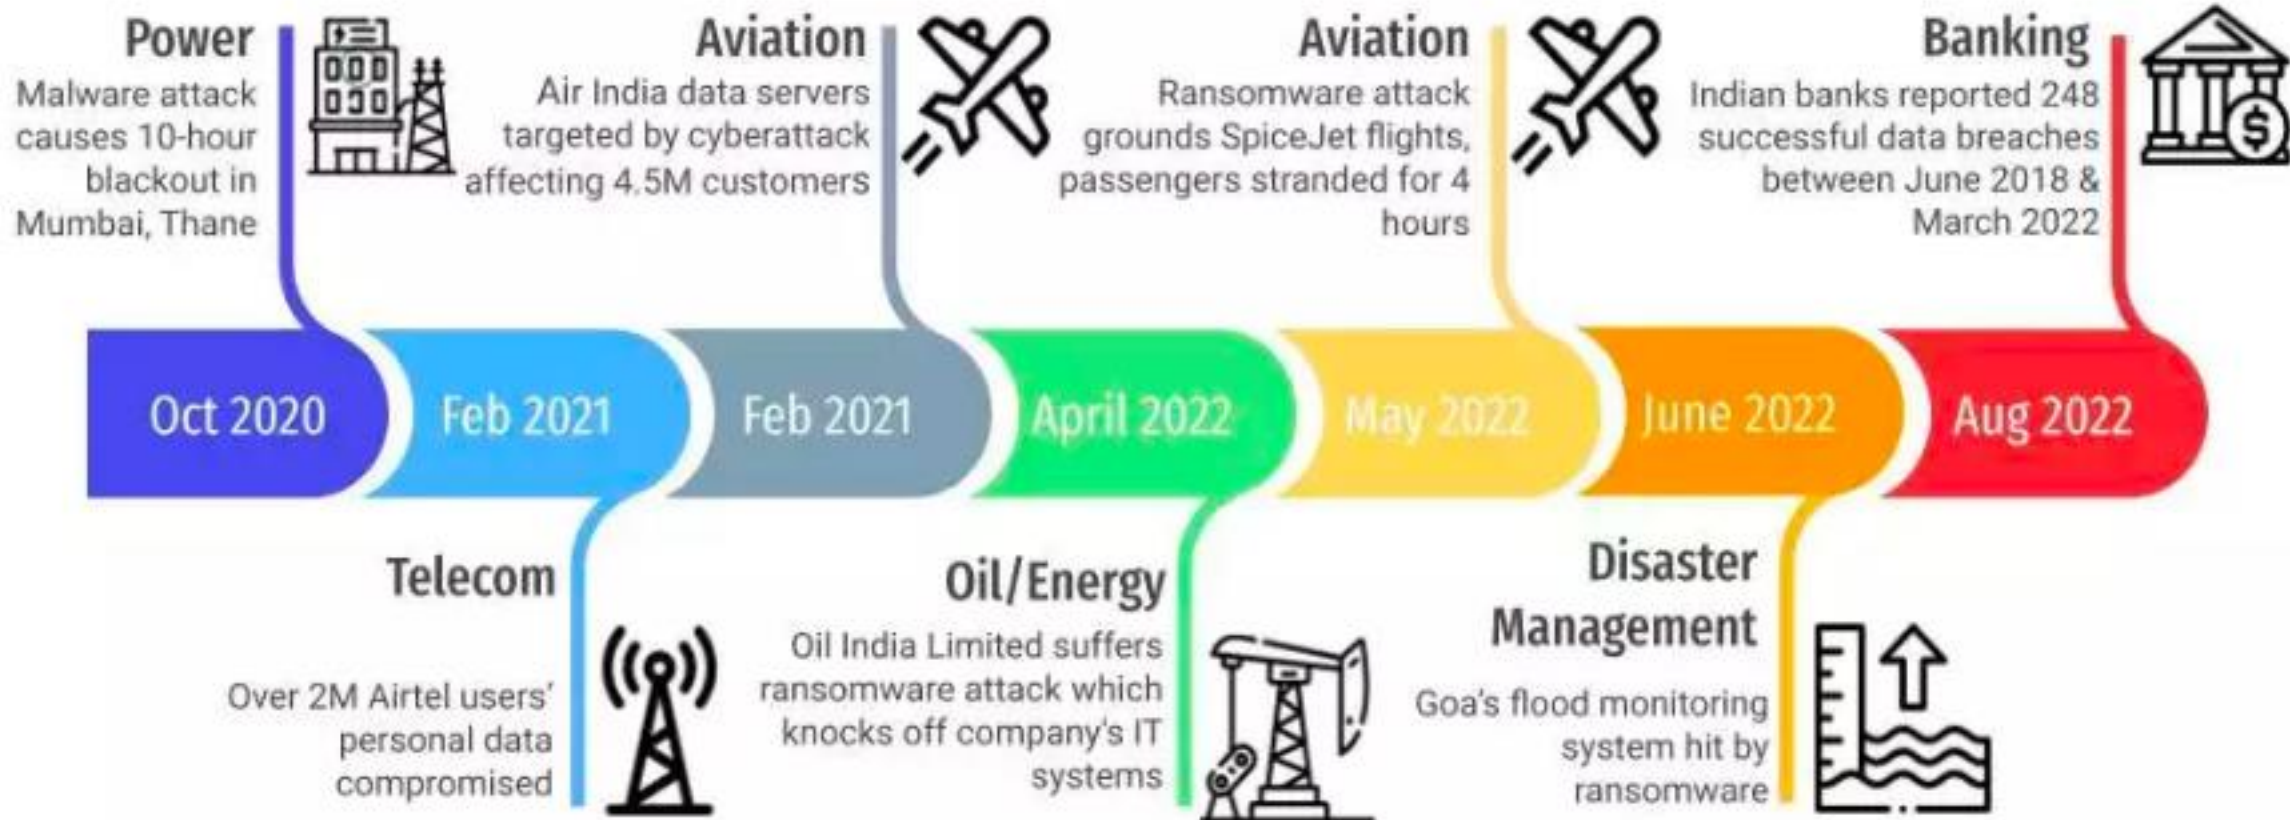 Power
Malware attack
causes 10-hour
blackout in
Mumbai, Thane
Aviation
Air India data servers
targeted by cyberattack
affecting 4.5M customers
Aviation
Ransomware attack
grounds SpiceJet flights,
passengers stranded for 4
hours
Banking
Indian banks reported 248
successful data breaches
between June 2018 &
March 2022
$
Oct 2020
Feb 2021
Feb 2021
April 2022
May 2022
June 2022
Aug 2022
Telecom
Over 2M Airtel users'
personal data
compromised
Oil/Energy
Oil India Limited suffers
ransomware attack which
knocks off company's IT
systems
Disaster
Management
Goa's flood monitoring
system hit by
ransomware